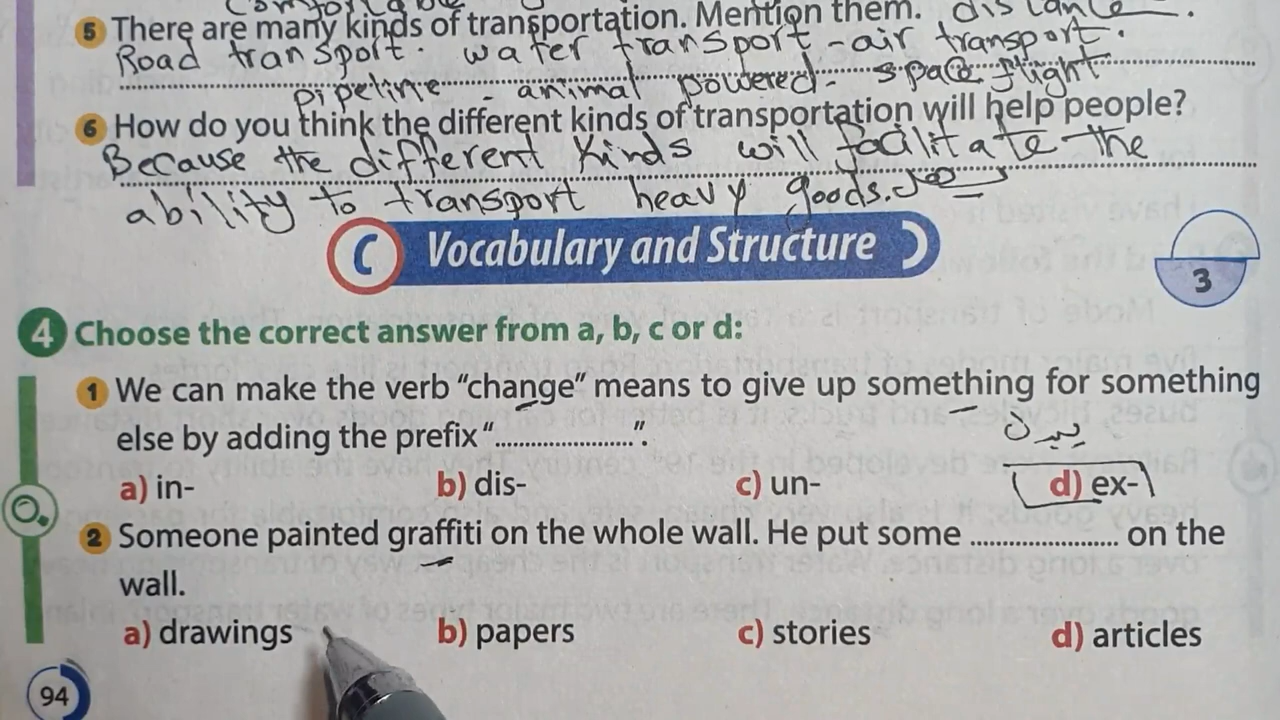 comfortable
distance.
5 There are many kinds of transportation. Mention them.
Road transport. water transport - air transport.
pipeline - animal powered - space flight
6 How do you think the different kinds of transportation will help people?
Because the different kinds will facilitate the
ability to transport heavy goods.
C Vocabulary and Structure
3
4 Choose the correct answer from a, b, c or d:
1 We can make the verb "change" means to give up something for something
else by adding the prefix "....................".
a) in- b) dis- c) un- d) ex-
2 Someone painted graffiti on the whole wall. He put some .................... on the
wall.
a) drawings b) papers c) stories d) articles
94